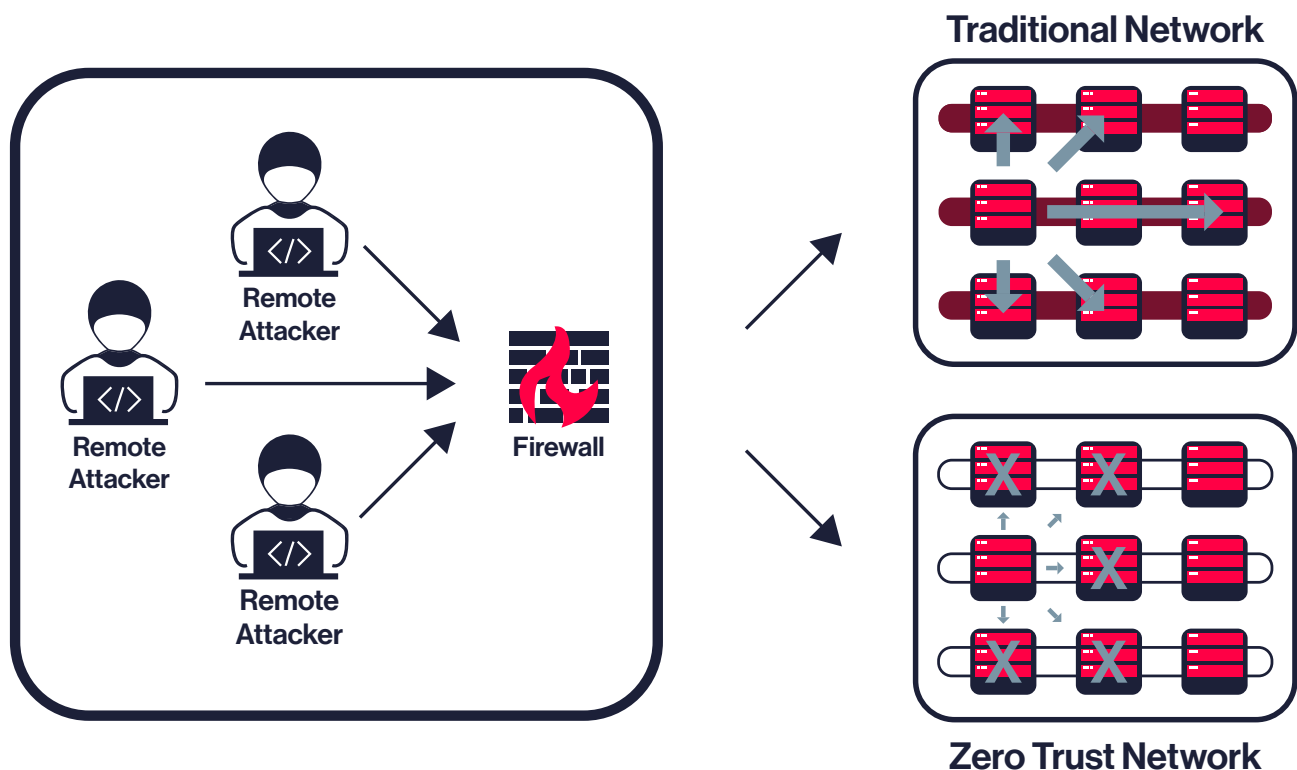 Traditional Network
</>
Remote
Attacker
</>
Remote
Attacker
Firewall
</>
Remote
Attacker
X
X
X
X
X
Zero Trust Network